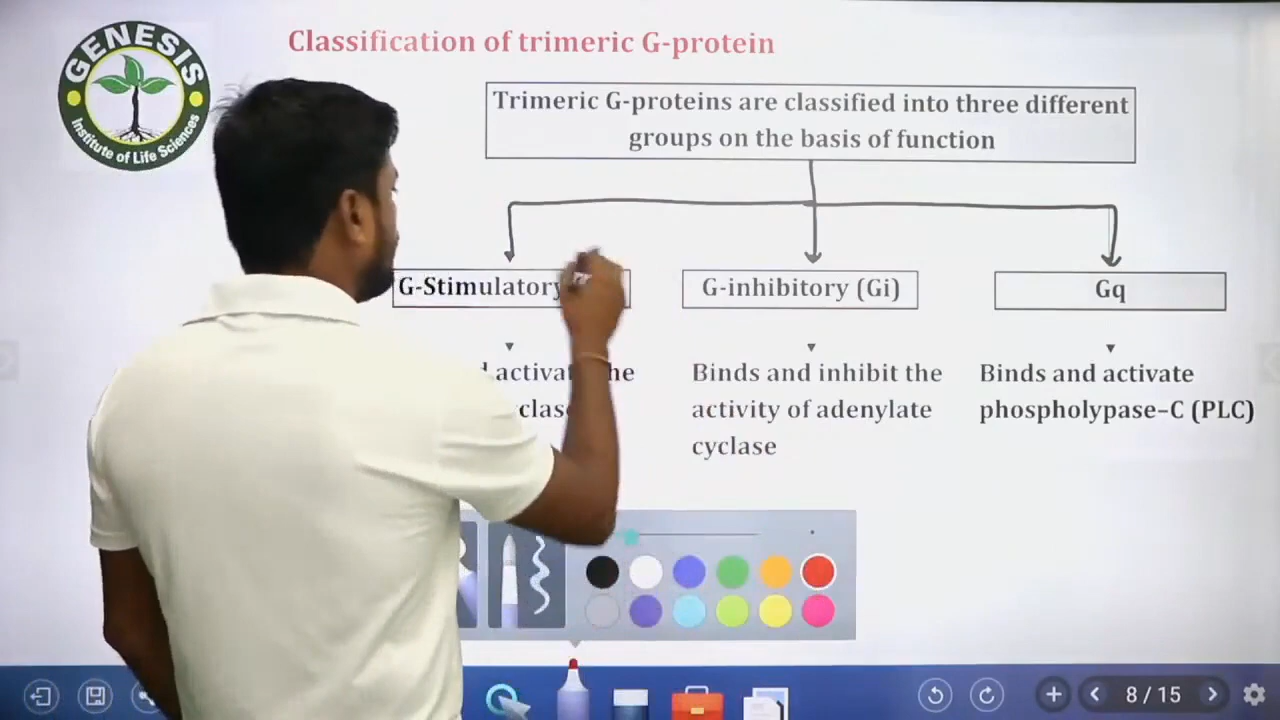 GENESIS
Institute of Life Sciences
Classification of trimeric G-protein
Trimeric G-proteins are classified into three different
groups on the basis of function
G-Stimulatory
G-inhibitory (Gi)
Gq
activa he
clas
Binds and inhibit the
activity of adenylate
cyclase
Binds and activate
phospholypase–C (PLC)
8 / 15